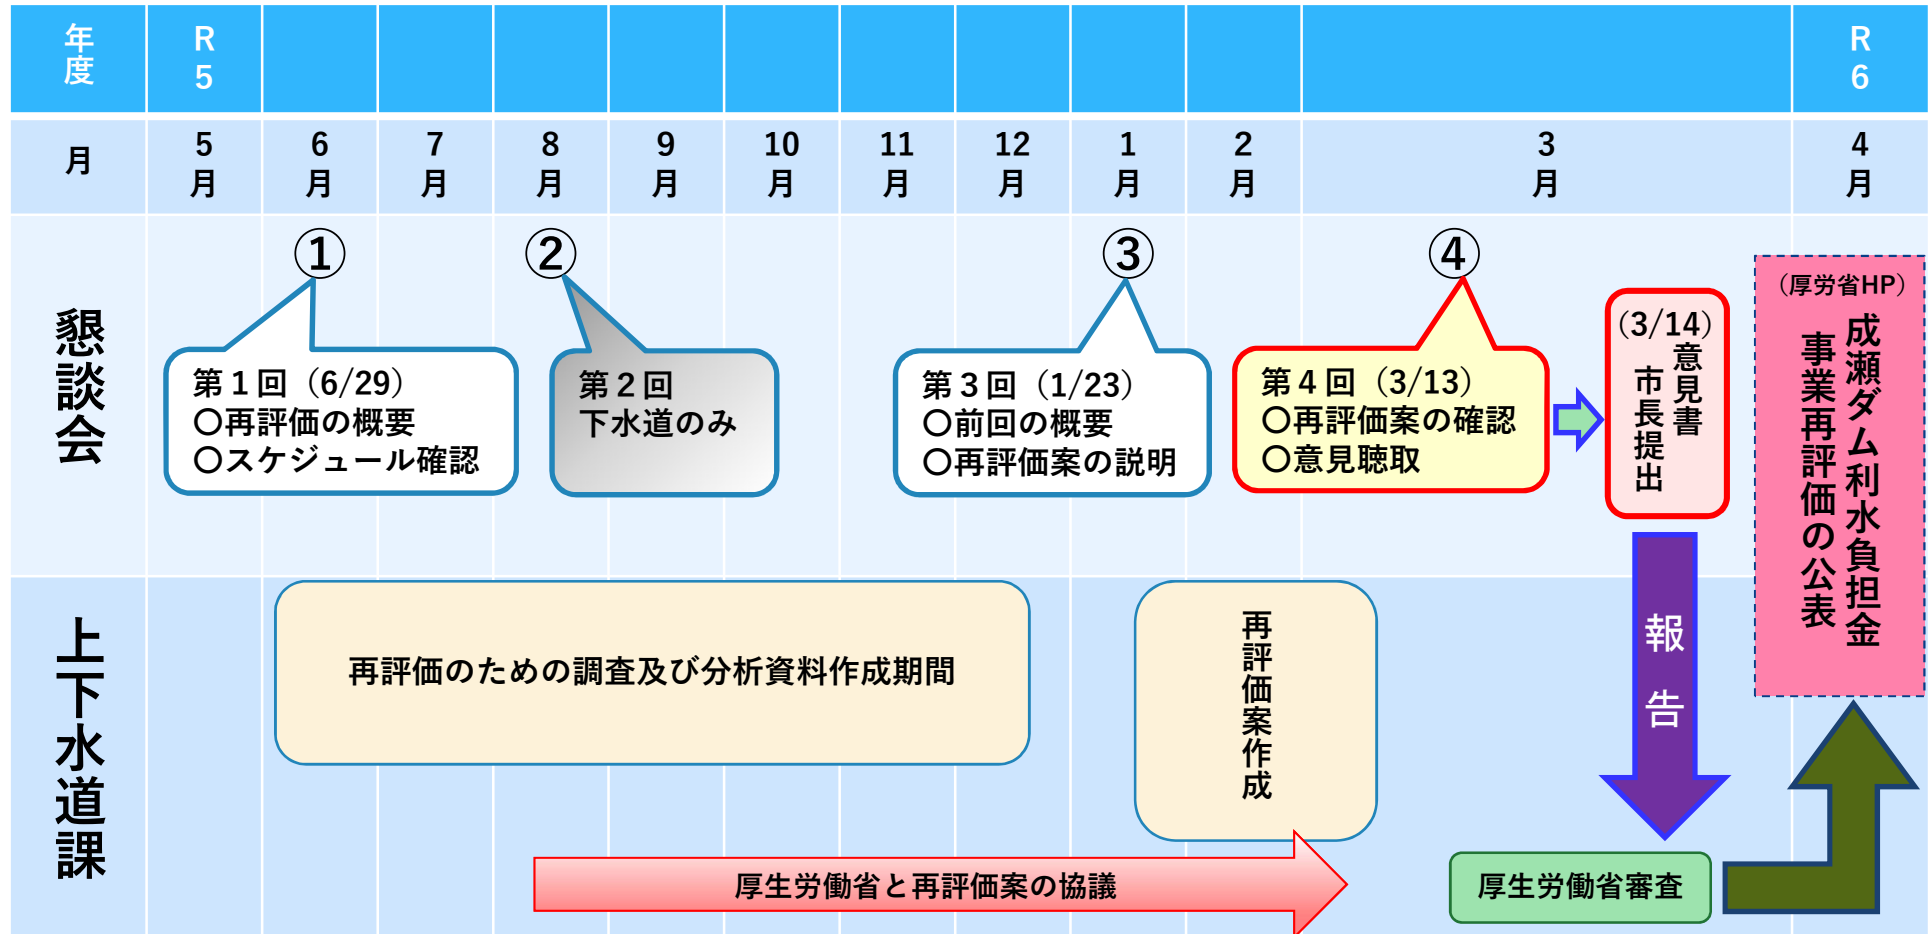 年度
R5
R6
月
5月
6月
7月
8月
9月
10月
11月
12月
1月
2月
3月
4月
懇談会
①
②
③
④
第1回（6/29）
〇再評価の概要
〇スケジュール確認
第2回
下水道のみ
第3回（1/23）
〇前回の概要
〇再評価案の説明
第4回（3/13）
〇再評価案の確認
〇意見聴取
（3/14）
意見書
市長提出
（厚労省HP）
成瀬ダム利水負担金
事業再評価の公表
上下水道課
再評価のための調査及び分析資料作成期間
再評価案作成
報告
厚生労働省と再評価案の協議
厚生労働省審査